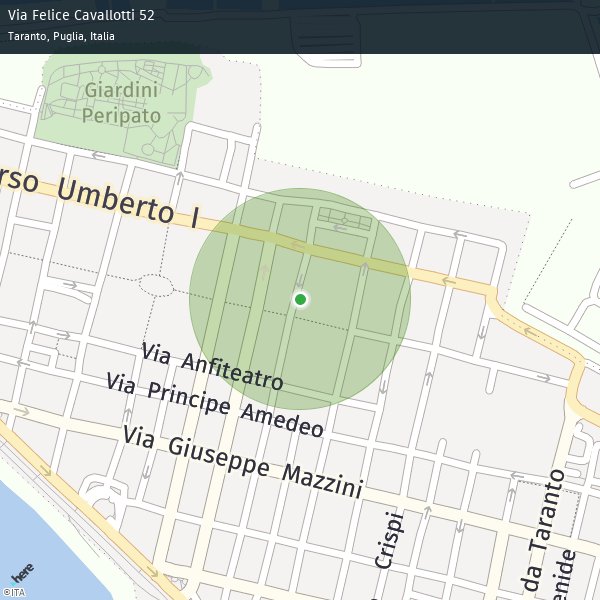 Via Felice Cavallotti 52
Taranto, Puglia, Italia
Giardini
Peripato
rso Umberto I
Via Anfiteatro
Via Principe Amedeo
Via Giuseppe Mazzini
Crispi
da Taranto
enide
here
©ITA